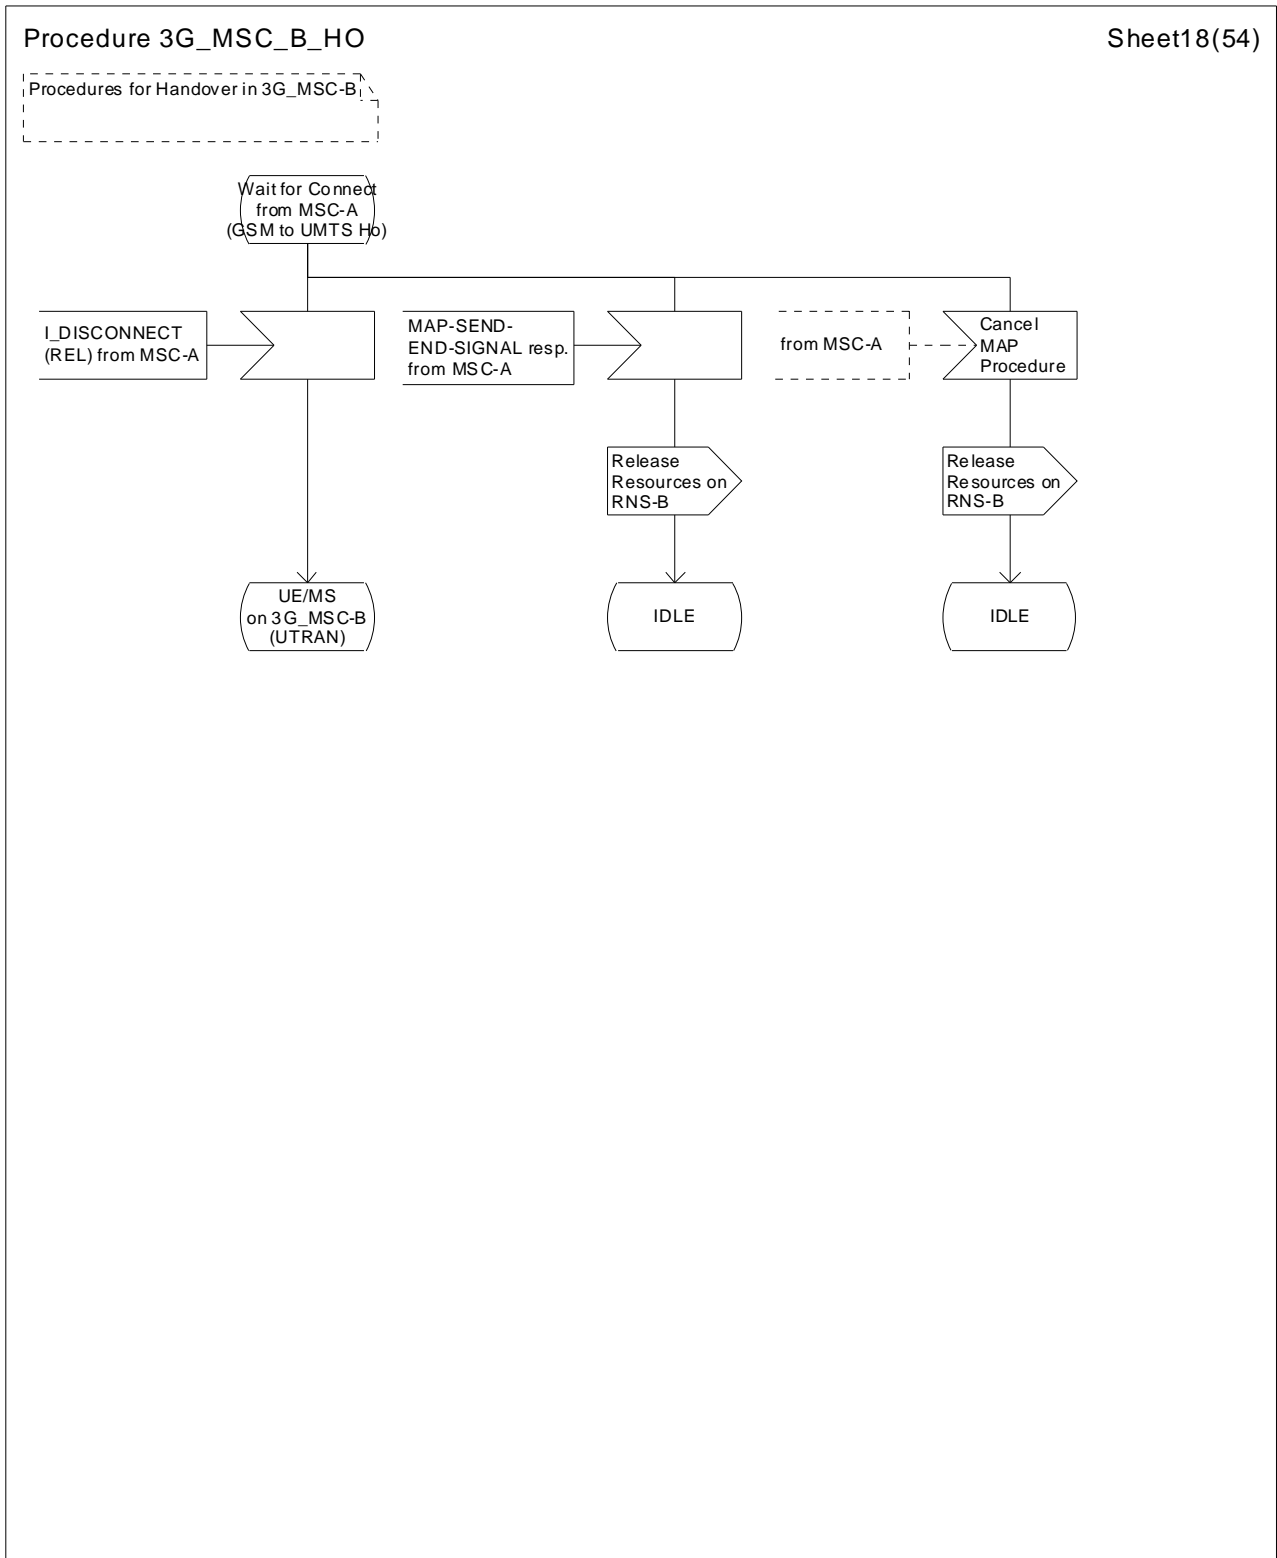 Procedure 3G_MSC_B_HO
Sheet18(54)
Procedures for Handover in 3G_MSC-B
Wait for Connect
from MSC-A
(GSM to UMTS Ho)
I_DISCONNECT
(REL) from MSC-A
MAP-SEND-
END-SIGNAL resp.
from MSC-A
from MSC-A
Cancel
MAP
Procedure
Release
Resources on
RNS-B
Release
Resources on
RNS-B
UE/MS
on 3G_MSC-B
(UTRAN)
IDLE
IDLE